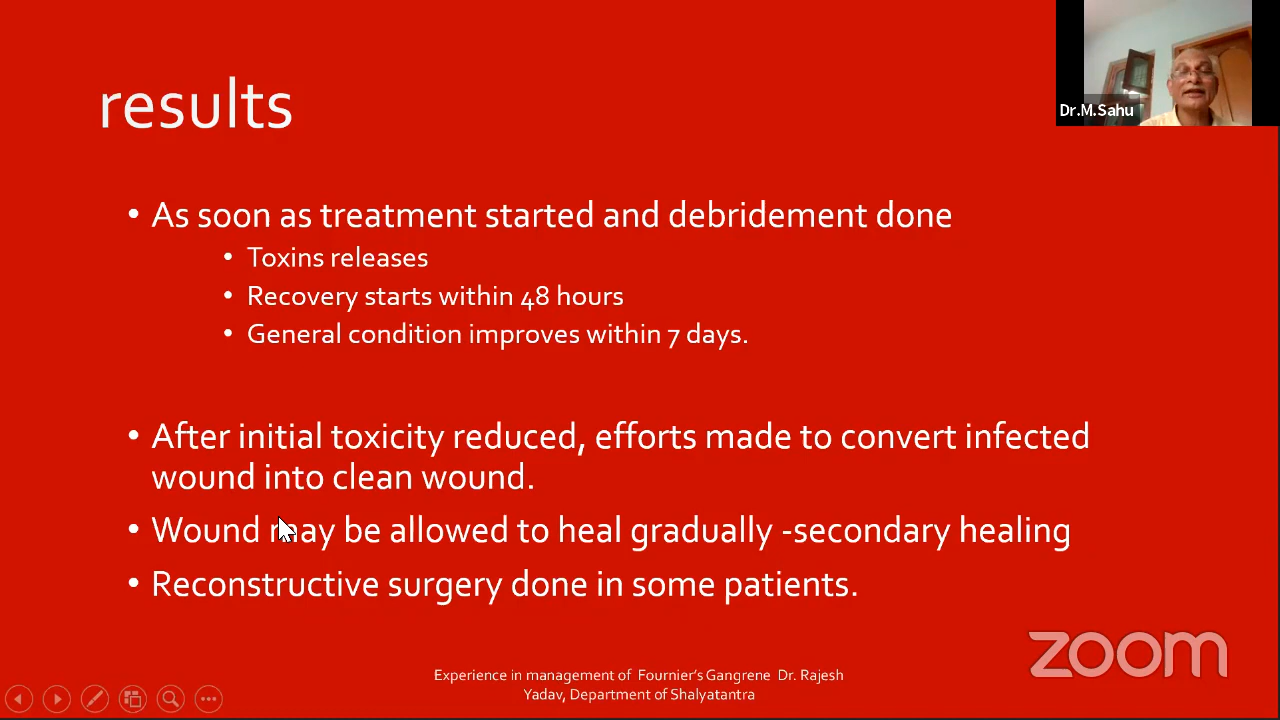 Dr.M.Sahu
results
• As soon as treatment started and debridement done
• Toxins releases
• Recovery starts within 48 hours
• General condition improves within 7 days.
• After initial toxicity reduced, efforts made to convert infected
wound into clean wound.
• Wound may be allowed to heal gradually -secondary healing
• Reconstructive surgery done in some patients.
Experience in management of Fournier’s Gangrene Dr. Rajesh
Yadav, Department of Shalyatantra
zoom